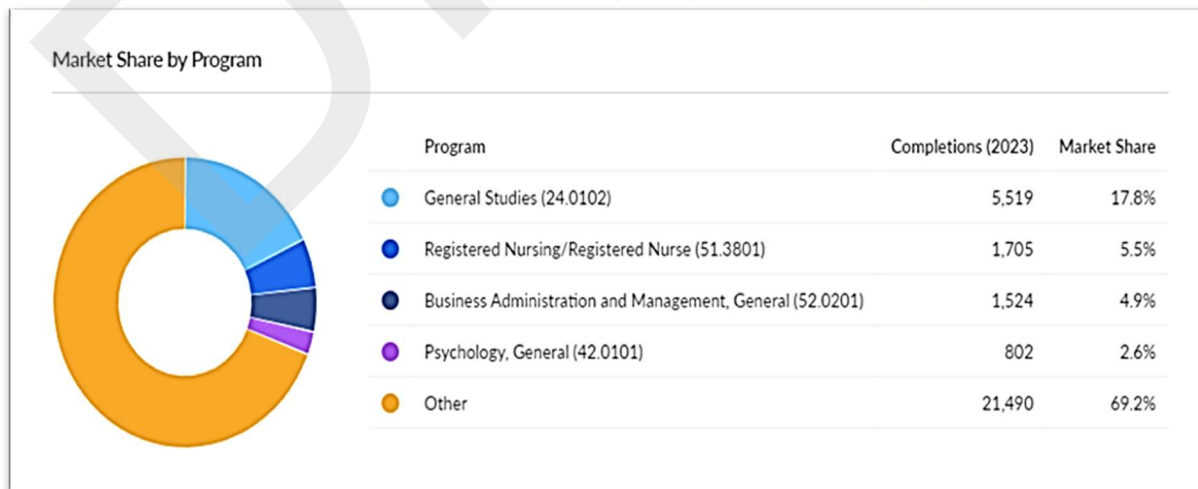 Market Share by Program
Program Completions (2023) Market Share
General Studies (24.0102) 5,519 17.8%
Registered Nursing/Registered Nurse (51.3801) 1,705 5.5%
Business Administration and Management, General (52.0201) 1,524 4.9%
Psychology, General (42.0101) 802 2.6%
Other 21,490 69.2%